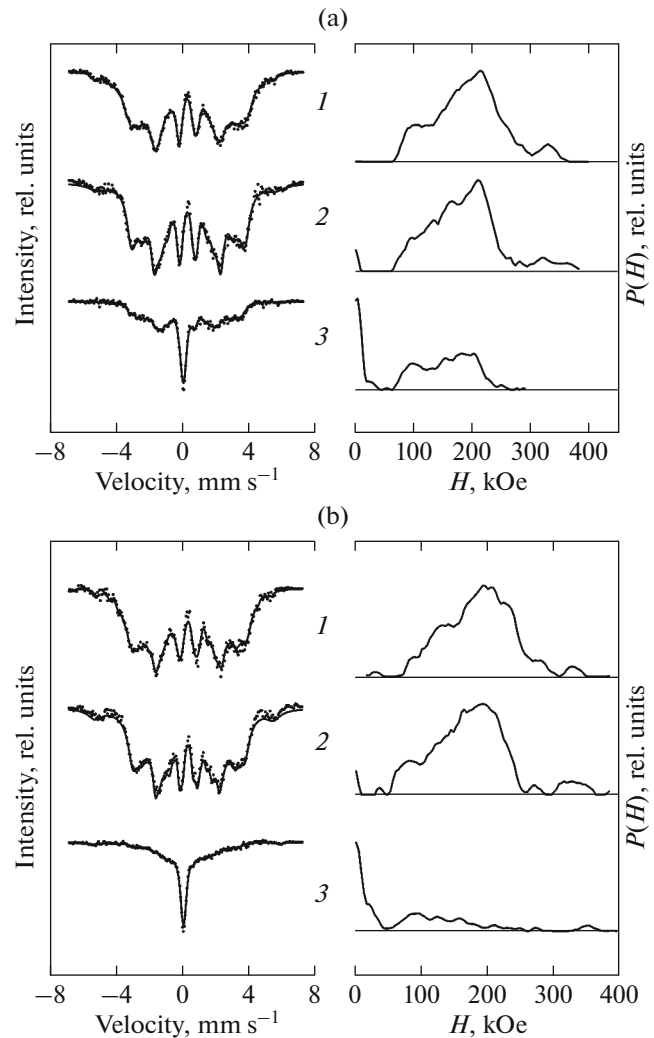 (a)
Intensity, rel. units
1
2
3
P(H), rel. units
−8 −4 0 4 8
Velocity, mm s⁻¹
0 100 200 300 400
H, kOe
(b)
Intensity, rel. units
1
2
3
P(H), rel. units
−8 −4 0 4 8
Velocity, mm s⁻¹
0 100 200 300 400
H, kOe